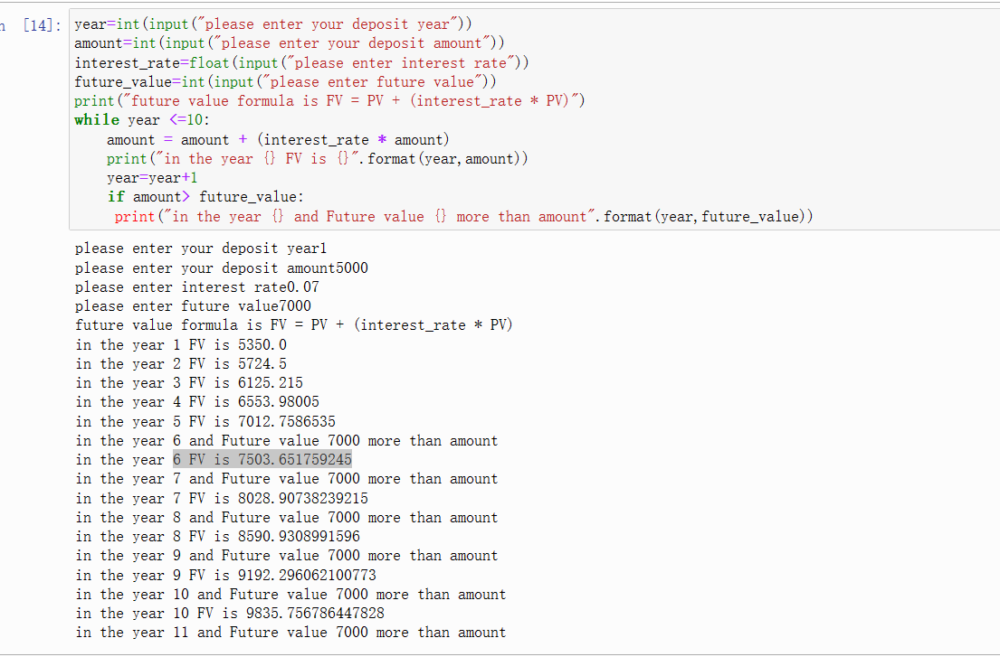 n [14]: year=int(input("please enter your deposit year"))
amount=int(input("please enter your deposit amount"))
interest_rate=float(input("please enter interest rate"))
future_value=int(input("please enter future value"))
print("future value formula is FV = PV + (interest_rate * PV)")
while year <=10:
    amount = amount + (interest_rate * amount)
    print("in the year {} FV is {}".format(year,amount))
    year=year+1
    if amount> future_value:
     print("in the year {} and Future value {} more than amount".format(year,future_value))
please enter your deposit year1
please enter your deposit amount5000
please enter interest rate0.07
please enter future value7000
future value formula is FV = PV + (interest_rate * PV)
in the year 1 FV is 5350.0
in the year 2 FV is 5724.5
in the year 3 FV is 6125.215
in the year 4 FV is 6553.98005
in the year 5 FV is 7012.7586535
in the year 6 and Future value 7000 more than amount
in the year 6 FV is 7503.651759245
in the year 7 and Future value 7000 more than amount
in the year 7 FV is 8028.90738239215
in the year 8 and Future value 7000 more than amount
in the year 8 FV is 8590.9308991596
in the year 9 and Future value 7000 more than amount
in the year 9 FV is 9192.296062100773
in the year 10 and Future value 7000 more than amount
in the year 10 FV is 9835.756786447828
in the year 11 and Future value 7000 more than amount